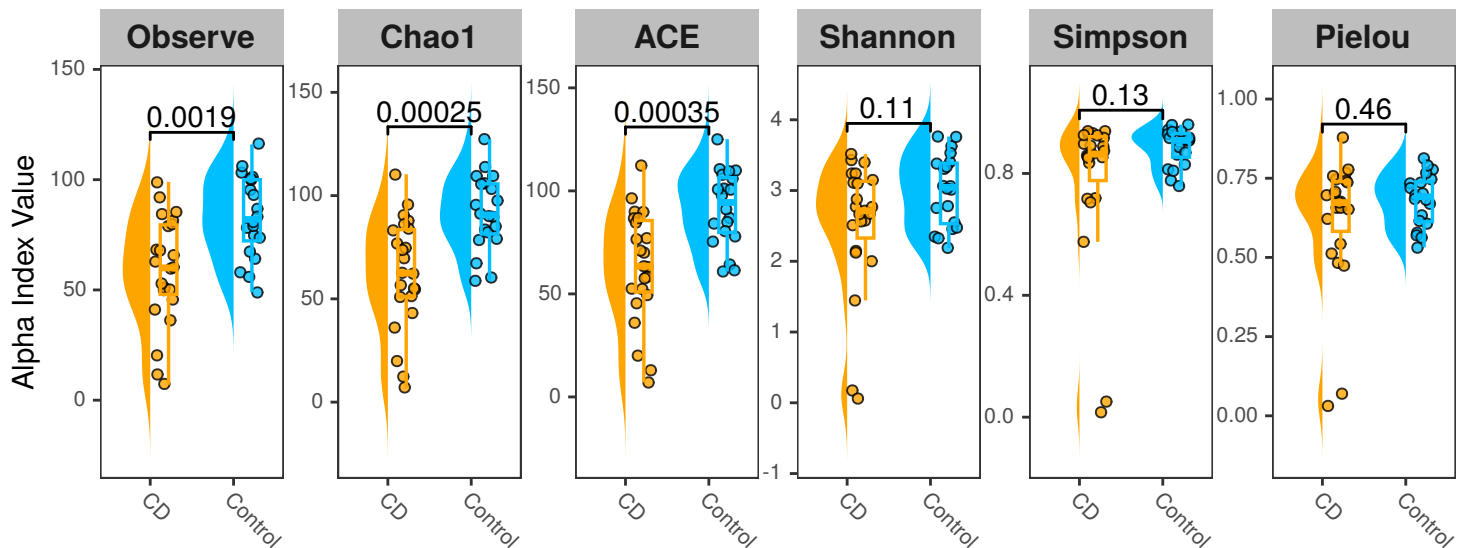 Observe
Chao1
ACE
Shannon
Simpson
Pielou
Alpha Index Value
150
100
50
0
0.0019
CD
Control
150
100
50
0
0.00025
CD
Control
150
100
50
0
0.00035
CD
Control
4
3
2
1
0
-1
0.11
CD
Control
0.8
0.4
0.0
0.13
CD
Control
1.00
0.75
0.50
0.25
0.00
0.46
CD
Control